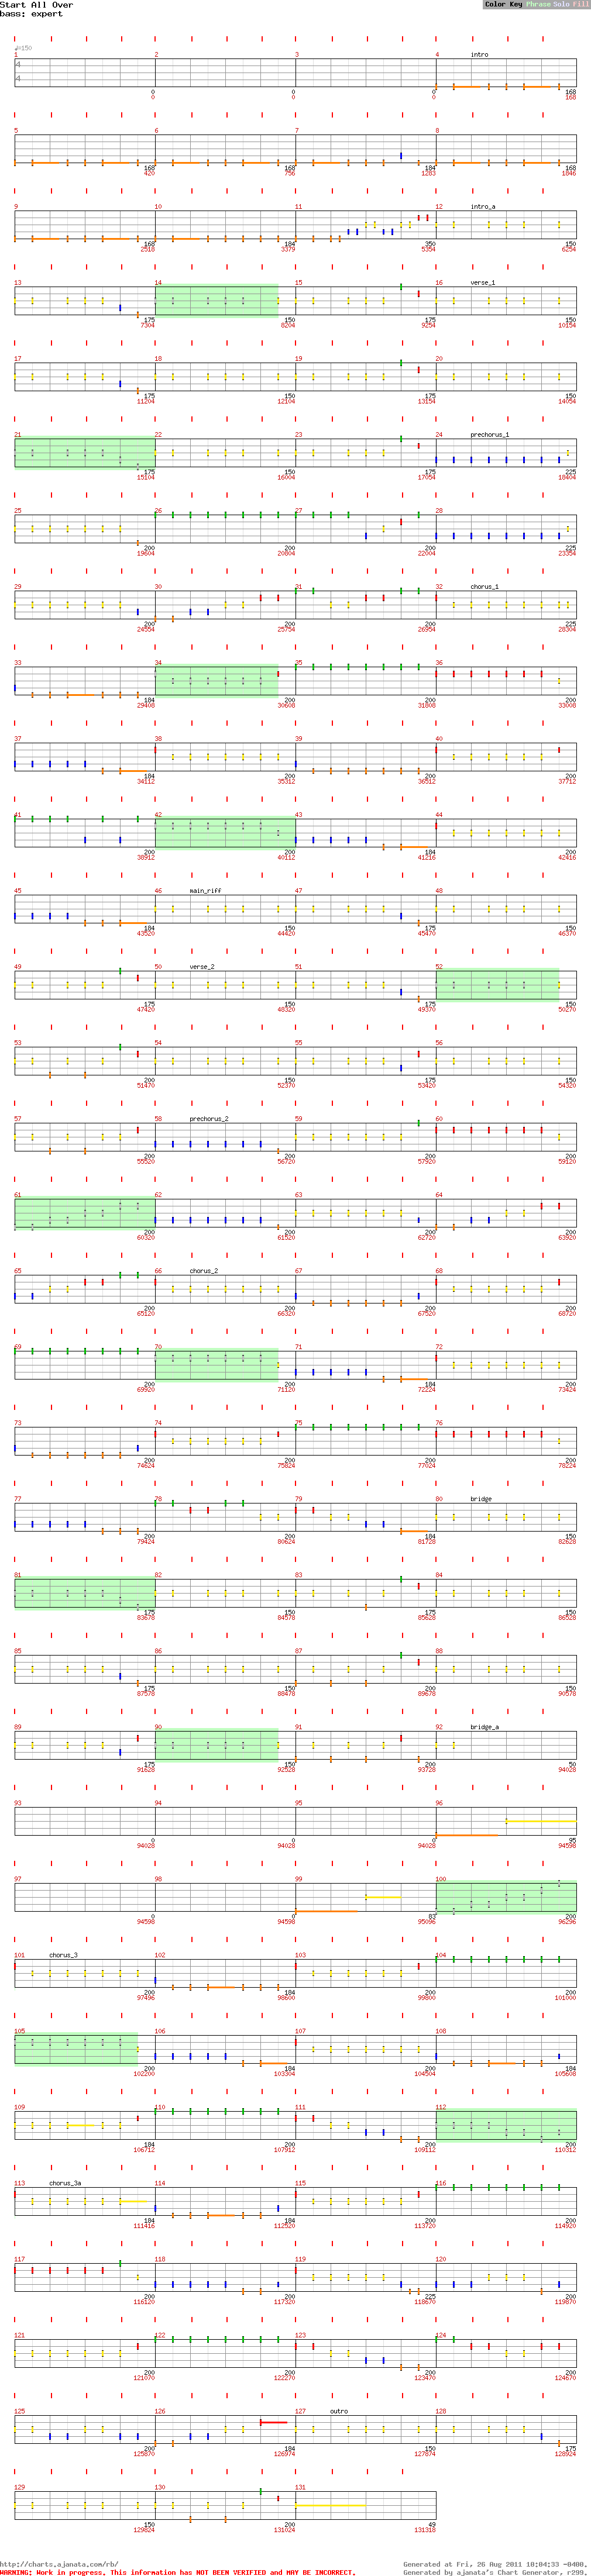 Start All Over
bass: expert
Color Key Phrase Solo Fill
♩=150
1 2 3 4 intro
4
4
0 0 0 168
0 0 0 168
5 6 7 8
168 168 184 168
420 756 1283 1846
9 10 11 12 intro_a
168 184 350 150
2518 3379 5354 6254
13 14 15 16 verse_1
175 150 175 150
7304 8204 9254 10154
17 18 19 20
175 150 175 150
11204 12104 13154 14054
21 22 23 24 prechorus_1
175 150 175 225
15104 16004 17054 18404
25 26 27 28
200 200 200 225
19604 20804 22004 23354
29 30 31 32 chorus_1
200 200 200 225
24554 25754 26954 28304
33 34 35 36
184 200 200 200
29408 30608 31808 33008
37 38 39 40
184 200 200 200
34112 35312 36512 37712
41 42 43 44
200 200 184 200
38912 40112 41216 42416
45 46 main_riff 47 48
184 150 175 150
43520 44420 45470 46370
49 50 verse_2 51 52
175 150 175 150
47420 48320 49370 50270
53 54 55 56
200 150 175 150
51470 52370 53420 54320
57 58 prechorus_2 59 60
200 200 200 200
55520 56720 57920 59120
61 62 63 64
200 200 200 200
60320 61520 62720 63920
65 66 chorus_2 67 68
200 200 200 200
65120 66320 67520 68720
69 70 71 72
200 200 184 200
69920 71120 72224 73424
73 74 75 76
200 200 200 200
74624 75824 77024 78224
77 78 79 80 bridge
200 200 184 150
79424 80624 81728 82628
81 82 83 84
175 150 175 150
83678 84578 85628 86528
85 86 87 88
175 150 200 150
87578 88478 89678 90578
89 90 91 92 bridge_a
175 150 200 50
91628 92528 93728 94028
93 94 95 96
0 0 0 95
94028 94028 94028 94598
97 98 99 100
0 0 83 200
94598 94598 95096 96296
101 chorus_3 102 103 104
200 184 200 200
97496 98600 99800 101000
105 106 107 108
200 184 200 184
102200 103304 104504 105608
109 110 111 112
184 200 200 200
106712 107912 109112 110312
113 chorus_3a 114 115 116
184 184 200 200
111416 112520 113720 114920
117 118 119 120
200 200 225 200
116120 117320 118670 119870
121 122 123 124
200 200 200 200
121070 122270 123470 124670
125 126 127 outro 128
200 184 150 175
125870 126974 127874 128924
129 130 131
150 200 49
129824 131024 131318
http://charts.ajanata.com/rb/
WARNING: Work in progress. This information has NOT BEEN VERIFIED and MAY BE INCORRECT.
Generated at Fri, 26 Aug 2011 18:04:33 -0400.
Generated by ajanata's Chart Generator, r299.